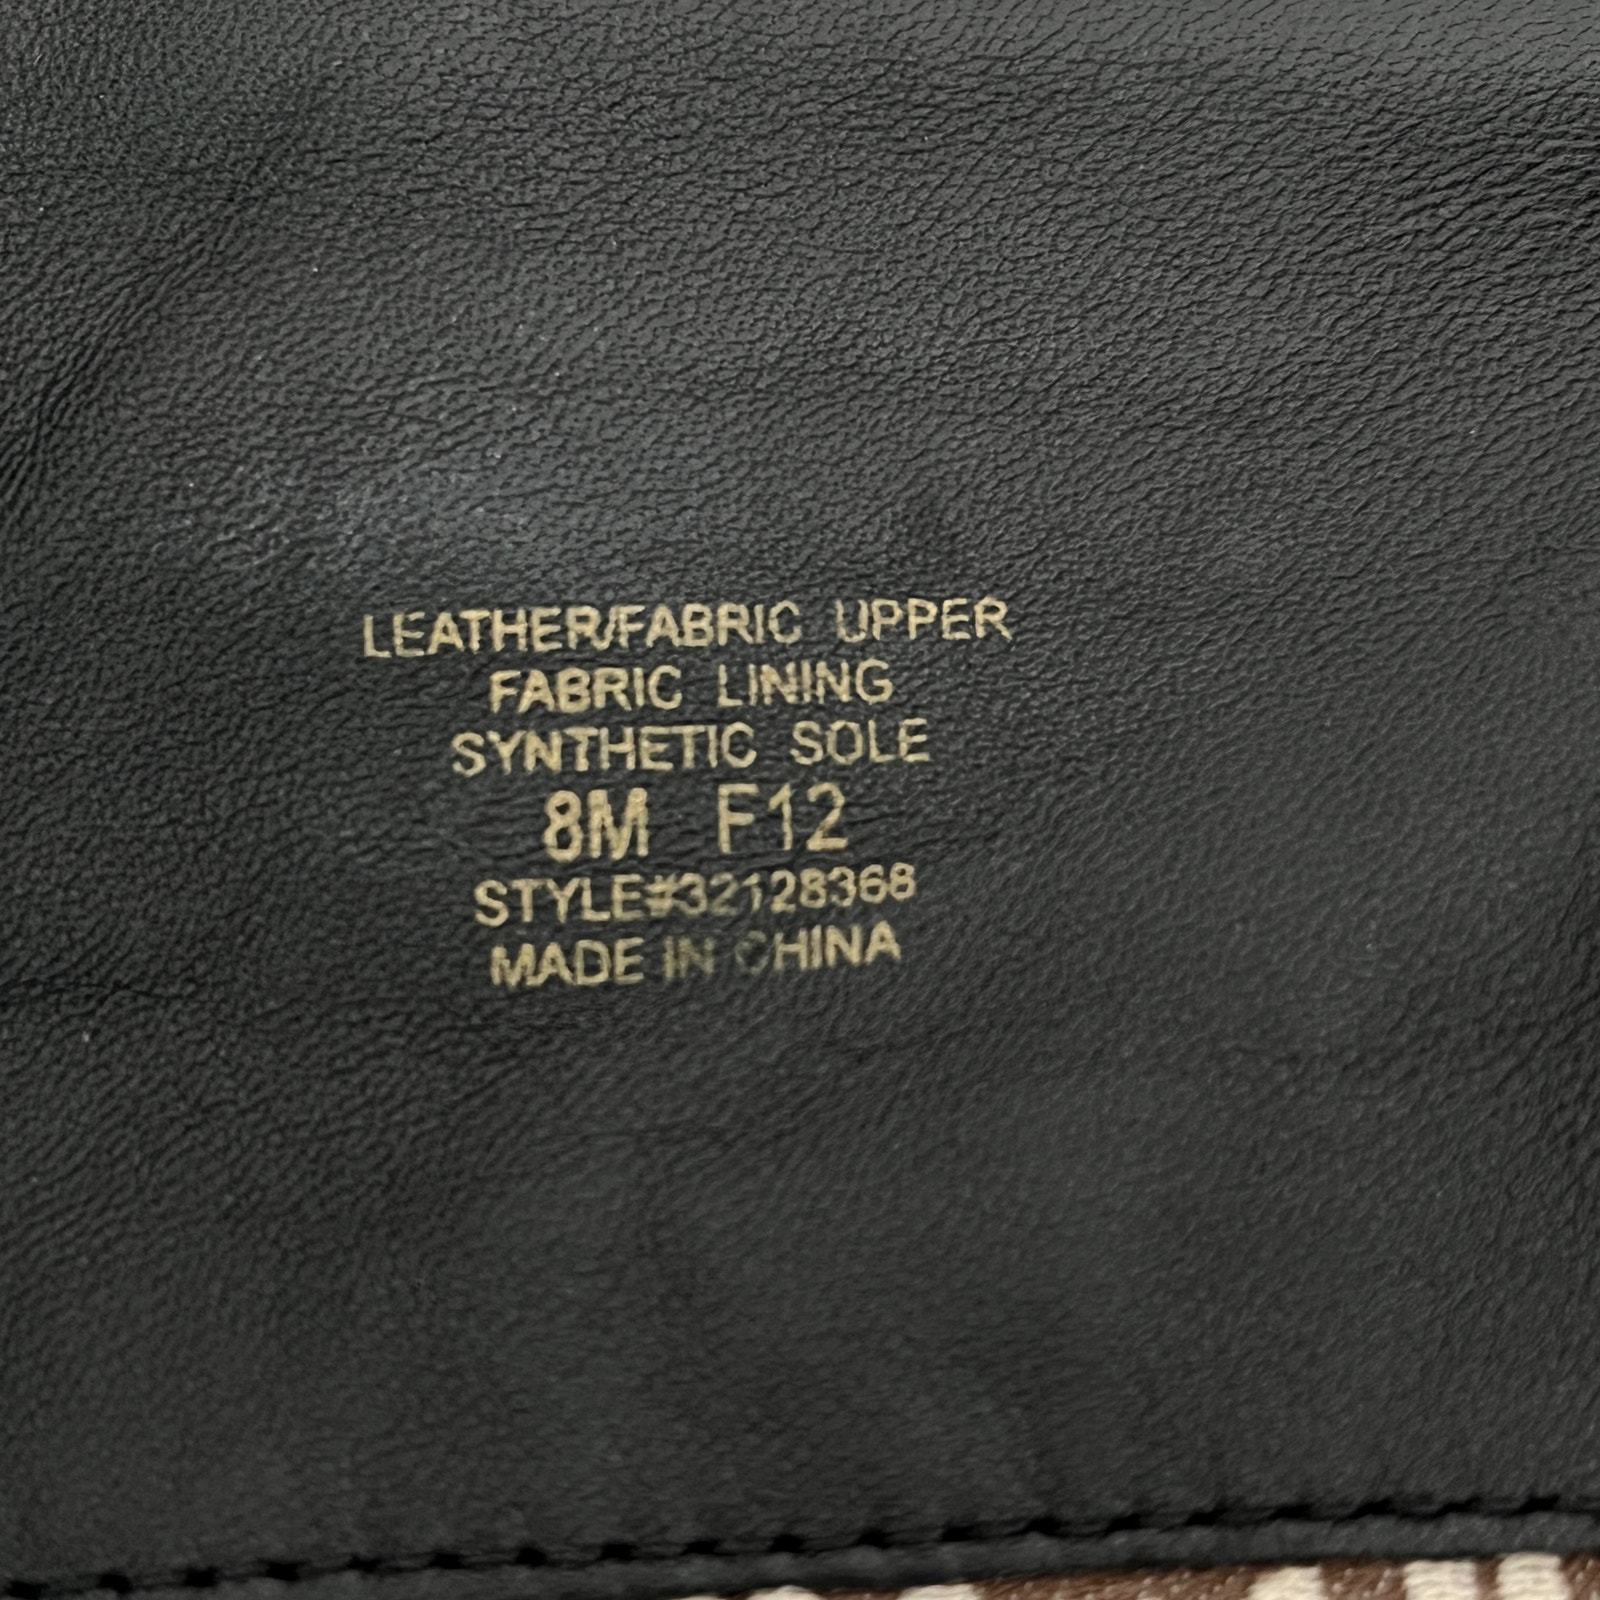 LEATHER/FABRIC UPPER
FABRIC LINING
SYNTHETIC SOLE
8M F12
STYLE#32128368
MADE IN CHINA